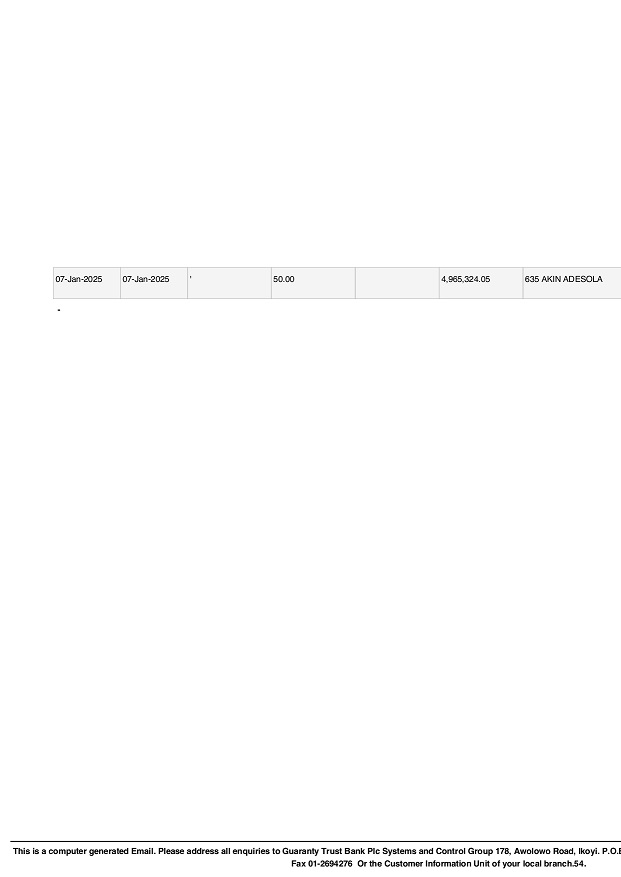 07-Jan-2025 07-Jan-2025 ' 50.00 4,965,324.05 635 AKIN ADESOLA
-
This is a computer generated Email. Please address all enquiries to Guaranty Trust Bank Plc Systems and Control Group 178, Awolowo Road, Ikoyi. P.O.B
Fax 01-2694276 Or the Customer Information Unit of your local branch.54.